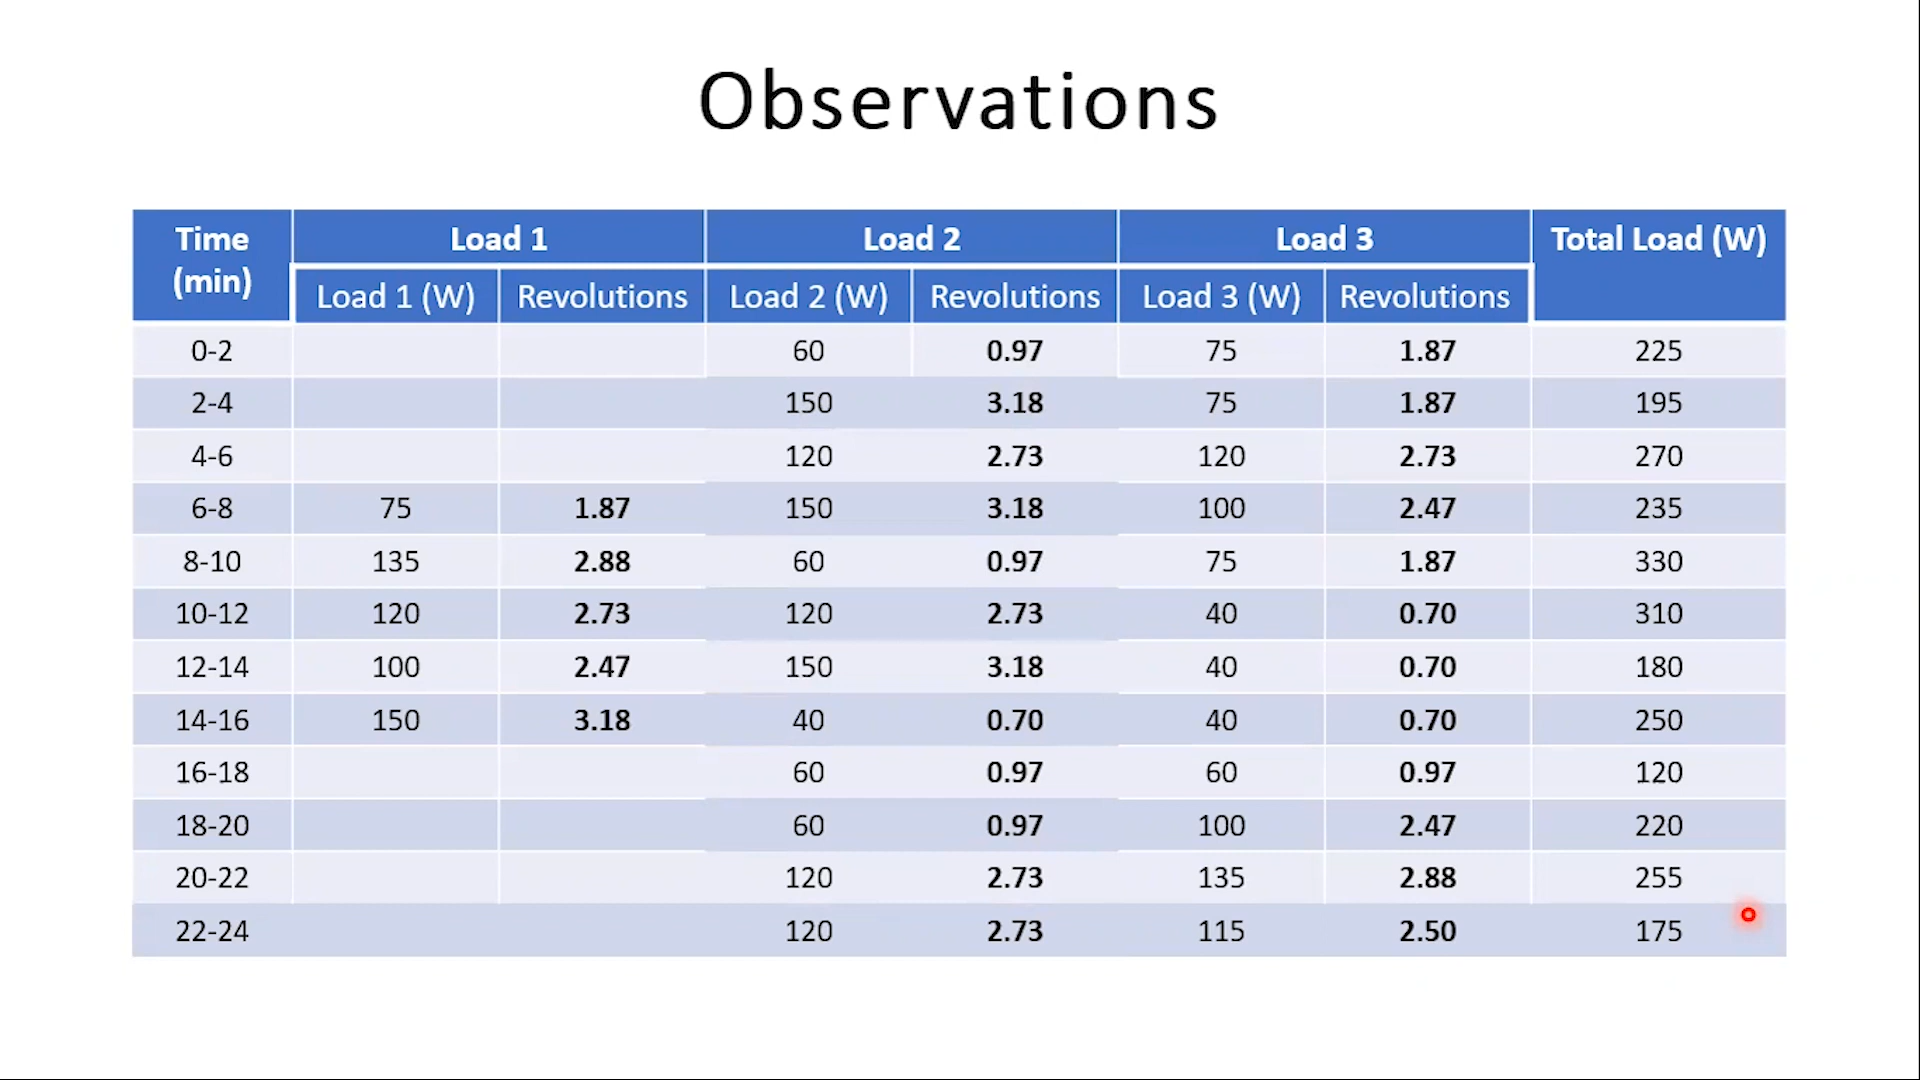 Observations
Time (min) Load 1 Load 2 Load 3 Total Load (W)
Load 1 (W) Revolutions Load 2 (W) Revolutions Load 3 (W) Revolutions
0-2 60 0.97 75 1.87 225
2-4 150 3.18 75 1.87 195
4-6 120 2.73 120 2.73 270
6-8 75 1.87 150 3.18 100 2.47 235
8-10 135 2.88 60 0.97 75 1.87 330
10-12 120 2.73 120 2.73 40 0.70 310
12-14 100 2.47 150 3.18 40 0.70 180
14-16 150 3.18 40 0.70 40 0.70 250
16-18 60 0.97 60 0.97 120
18-20 60 0.97 100 2.47 220
20-22 120 2.73 135 2.88 255
22-24 120 2.73 115 2.50 175